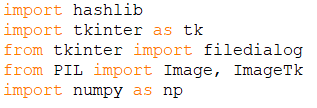 import hashlib
import tkinter as tk
from tkinter import filedialog
from PIL import Image, ImageTk
import numpy as np